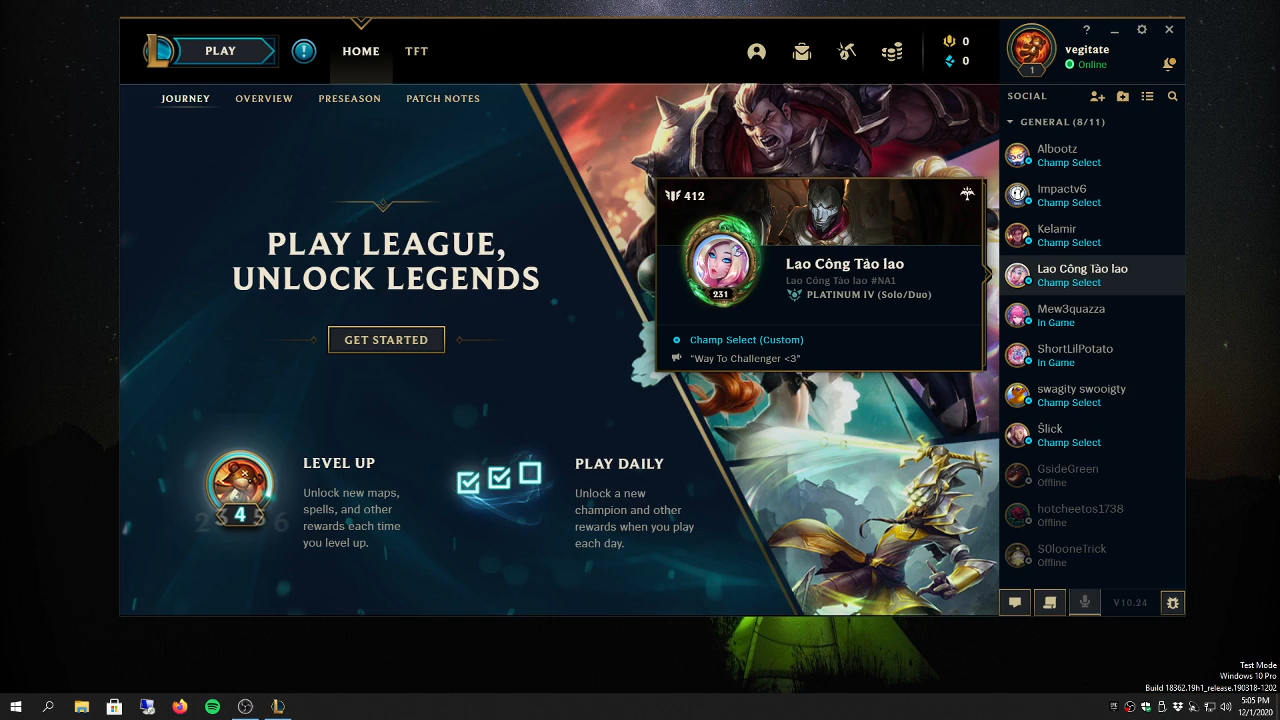 PLAY
HOME
TFT
0
0
?
vegitate
Online
1
JOURNEY
OVERVIEW
PRESEASON
PATCH NOTES
PLAY LEAGUE,
UNLOCK LEGENDS
GET STARTED
LEVEL UP
Unlock new maps,
spells, and other
rewards each time
you level up.
4
PLAY DAILY
Unlock a new
champion and other
rewards when you play
each day.
412
231
Lao Công Tào lao
Lao Công Tào lao #NA1
PLATINUM IV (Solo/Duo)
Champ Select (Custom)
"Way To Challenger <3"
SOCIAL
GENERAL (8/11)
Albootz
Champ Select
Impactv6
Champ Select
Kelamir
Champ Select
Lao Công Tào lao
Champ Select
Mew3quazza
In Game
ShortLilPotato
In Game
swagity swooigty
Champ Select
Šlick
Champ Select
GsideGreen
Offline
hotcheetos1738
Offline
S0looneTrick
Offline
V10.24
Test Mode
Windows 10 Pro
Build 18362.19h1_release.190318-1202
5:05 PM
12/1/2020